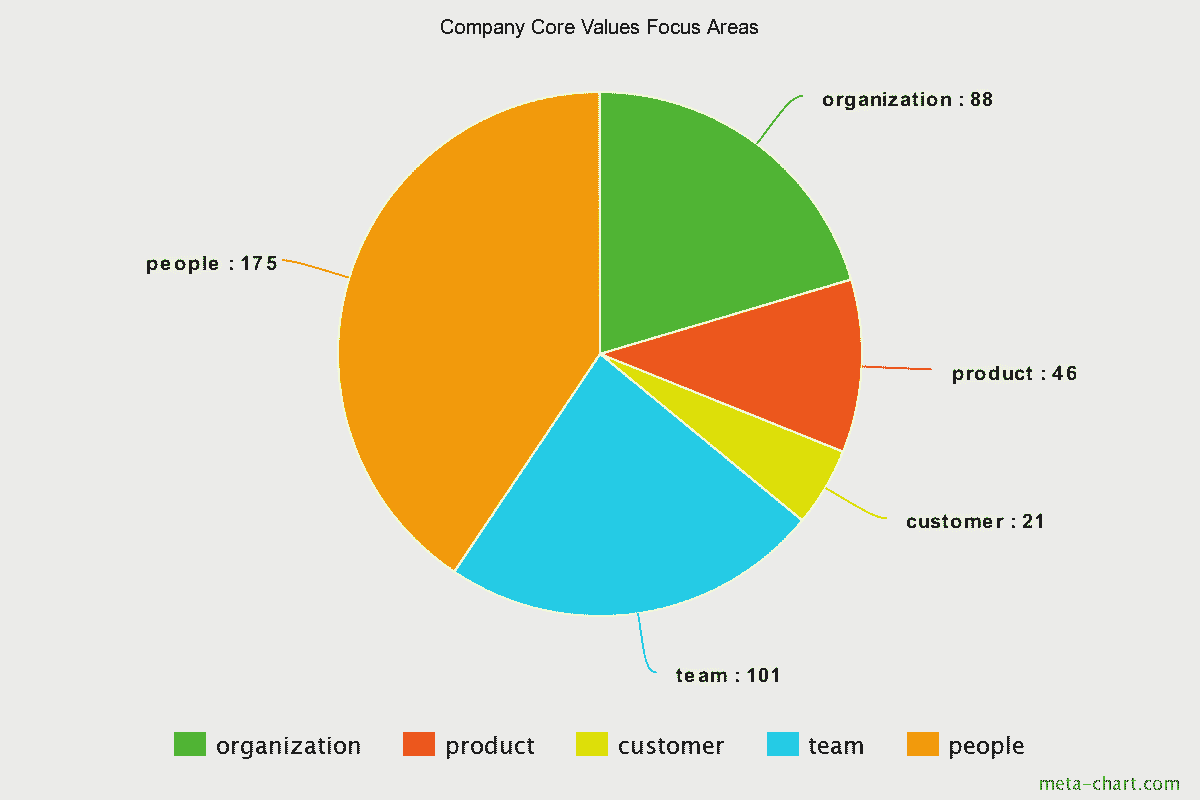 Company Core Values Focus Areas
organization : 88
people : 175
product : 46
customer : 21
team : 101
organization product customer team people
meta-chart.com